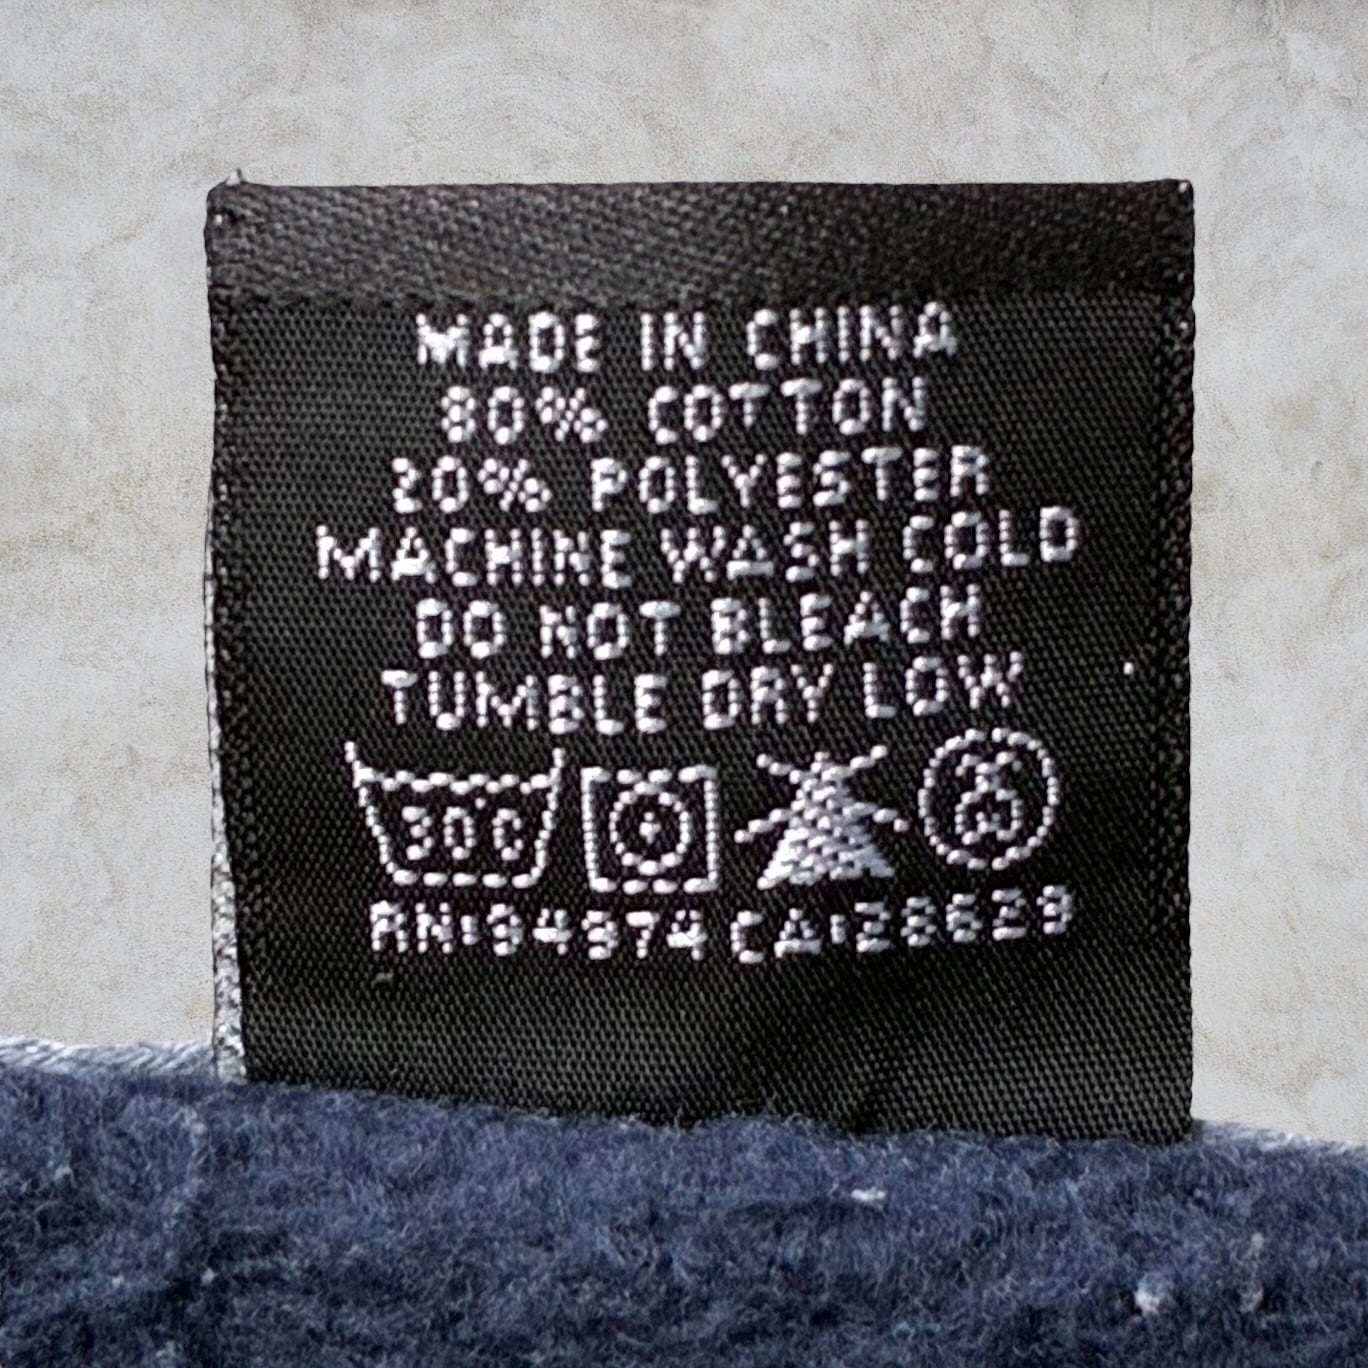 MADE IN CHINA
80% COTTON
20% POLYESTER
MACHINE WASH COLD
DO NOT BLEACH
TUMBLE DRY LOW
30°C
RN:94974 CA:28629